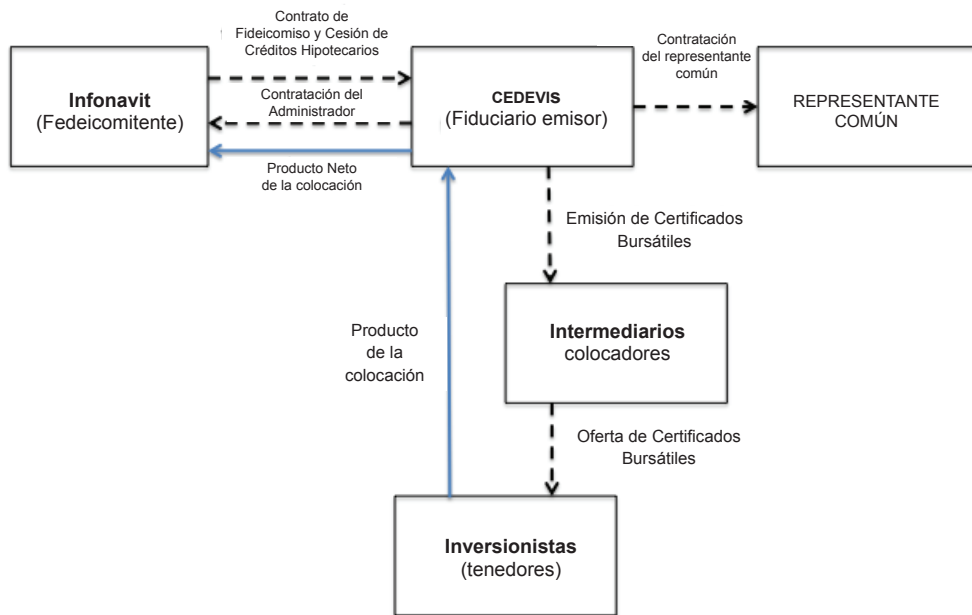 Contrato de
Fideicomiso y Cesión de
Créditos Hipotecarios
Infonavit
(Fedeicomitente)
Contratación del
Administrador
Producto Neto
de la colocación
CEDEVIS
(Fiduciario emisor)
Contratación
del representante
común
REPRESENTANTE
COMÚN
Emisión de Certificados
Bursátiles
Intermediarios
colocadores
Producto
de la
colocación
Oferta de Certificados
Bursátiles
Inversionistas
(tenedores)